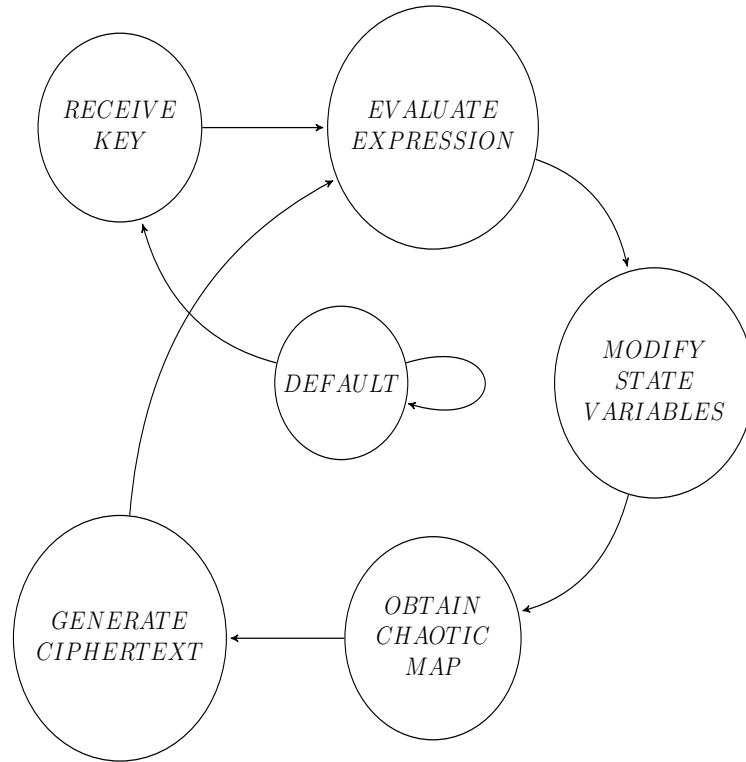 RECEIVE
KEY
EVALUATE
EXPRESSION
MODIFY
STATE
VARIABLES
DEFAULT
GENERATE
CIPHERTEXT
OBTAIN
CHAOTIC
MAP